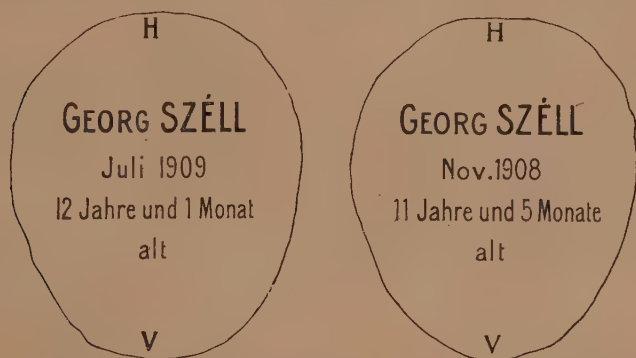 H
GEORG SZÉLL
Juli 1909
12 Jahre und 1 Monat
alt
V
H
GEORG SZÉLL
Nov. 1908
11 Jahre und 5 Monate
alt
V